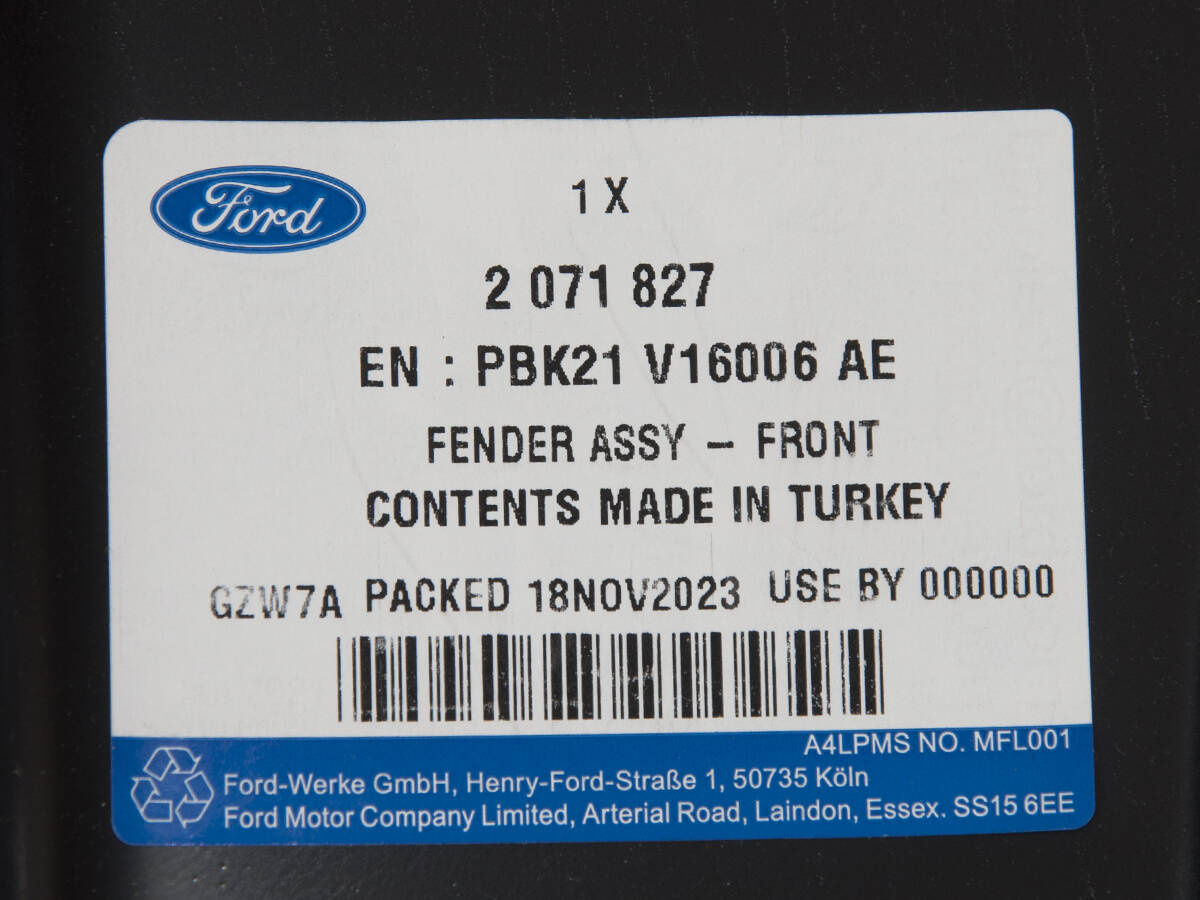 Ford
1 X
2 071 827
EN : PBK21 V16006 AE
FENDER ASSY – FRONT
CONTENTS MADE IN TURKEY
GZW7A PACKED 18NOV2023 USE BY 000000
A4LPMS NO. MFL001
Ford-Werke GmbH, Henry-Ford-Straße 1, 50735 Köln
Ford Motor Company Limited, Arterial Road, Laindon, Essex. SS15 6EE